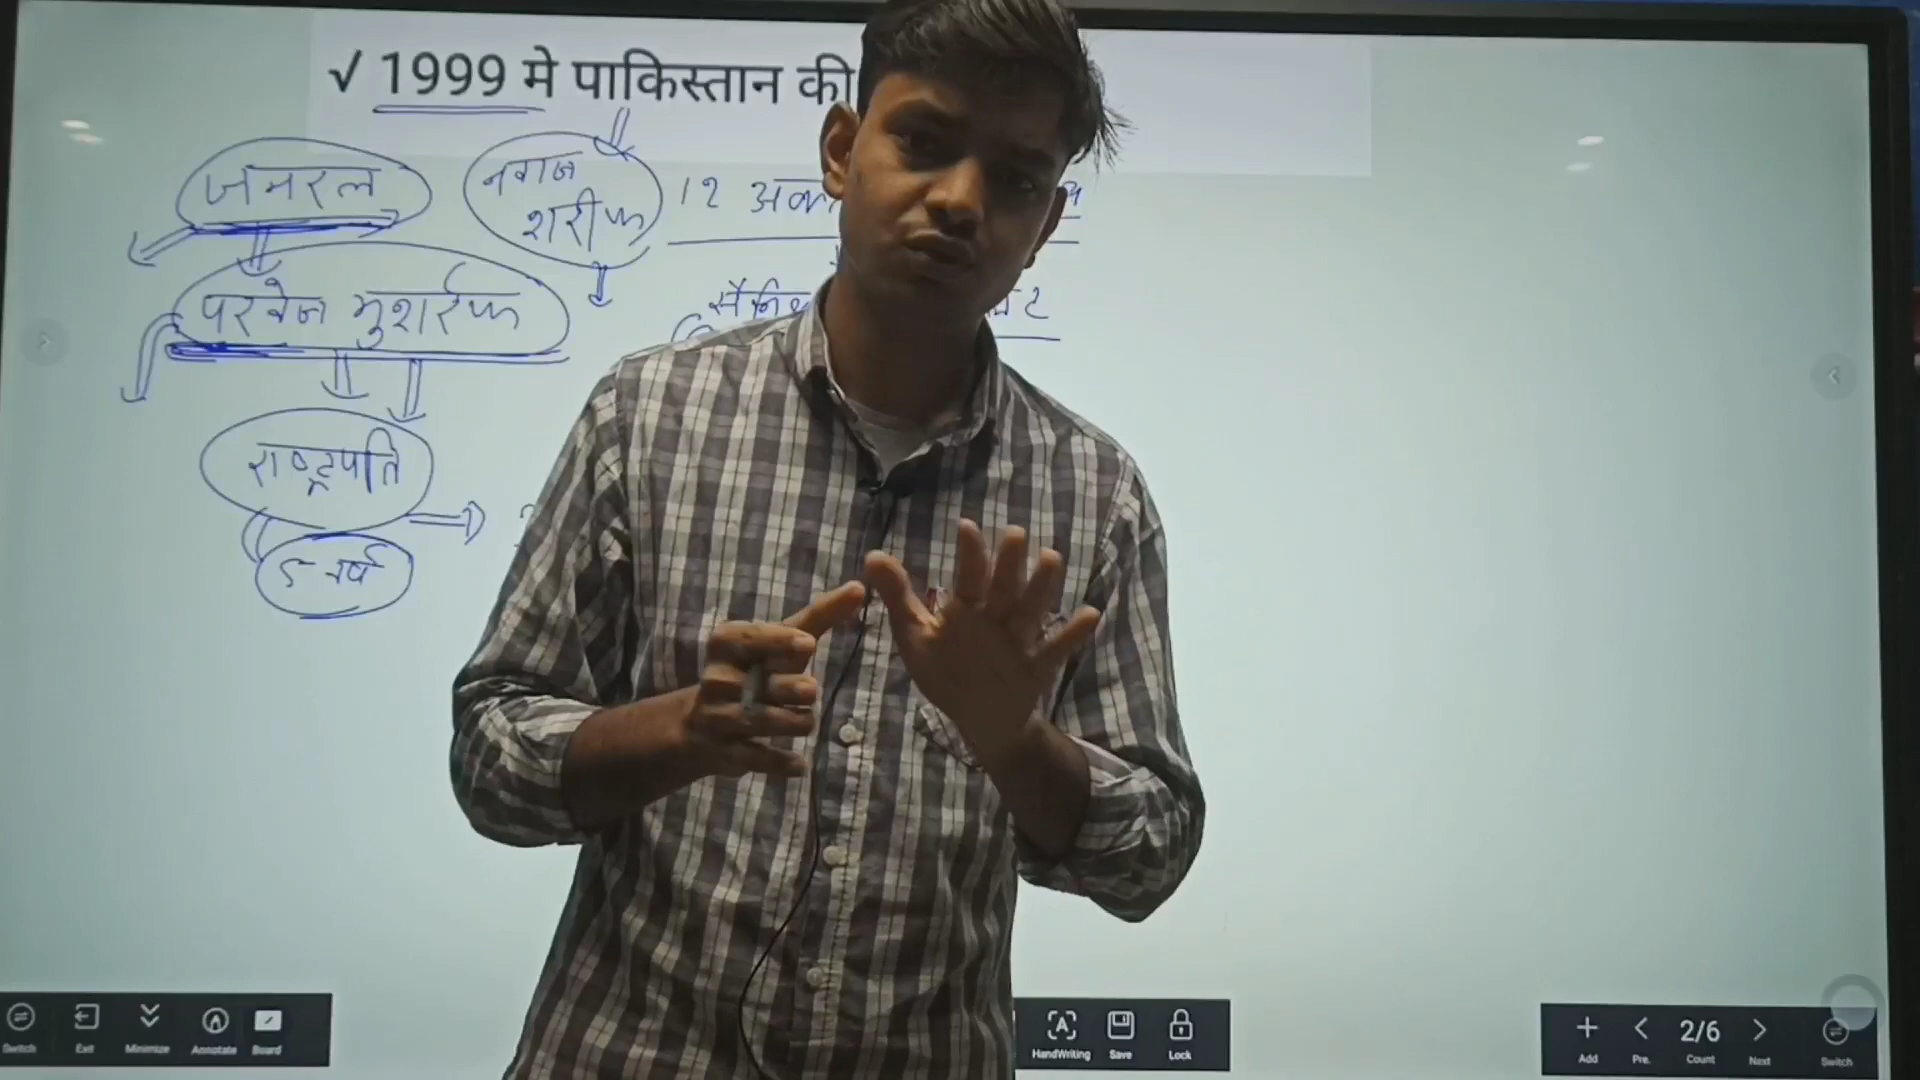 √ 1999 मे पाकिस्तान की
जनरल
नवाज
शरीफ
12
परवेज मुशर्रफ
राष्ट्रपति
5 वर्ष
Switch
Exit
Minimize
Annotate
Board
HandWriting
Save
Lock
Add
Pre.
2/6
Count
Next
Switch